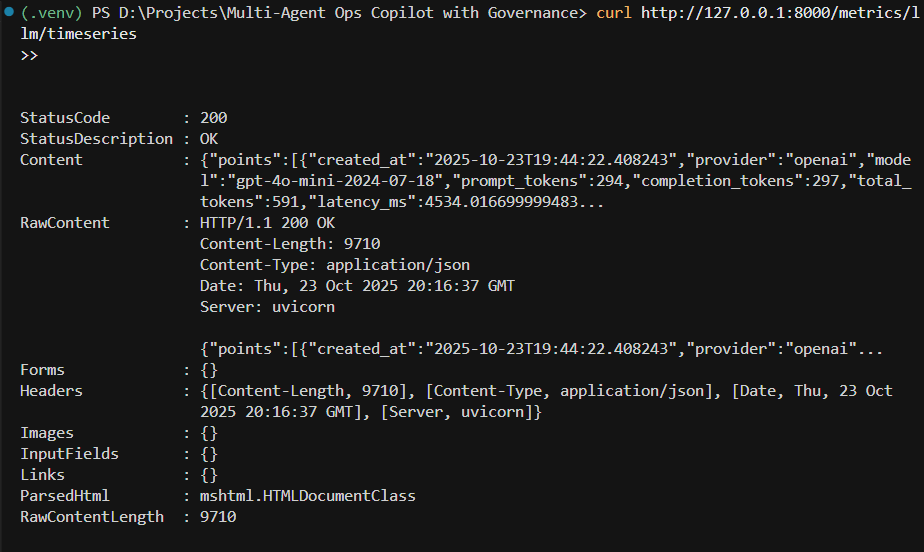 (.venv) PS D:\Projects\Multi-Agent Ops Copilot with Governance> curl http://127.0.0.1:8000/metrics/l
lm/timeseries
>>
StatusCode        : 200
StatusDescription : OK
Content           : {"points":[{"created_at":"2025-10-23T19:44:22.408243","provider":"openai","mode
                    l":"gpt-4o-mini-2024-07-18","prompt_tokens":294,"completion_tokens":297,"total_
                    tokens":591,"latency_ms":4534.016699999483...
RawContent        : HTTP/1.1 200 OK
                    Content-Length: 9710
                    Content-Type: application/json
                    Date: Thu, 23 Oct 2025 20:16:37 GMT
                    Server: uvicorn
                    {"points":[{"created_at":"2025-10-23T19:44:22.408243","provider":"openai"...
Forms             : {}
Headers           : {[Content-Length, 9710], [Content-Type, application/json], [Date, Thu, 23 Oct
                    2025 20:16:37 GMT], [Server, uvicorn]}
Images            : {}
InputFields       : {}
Links             : {}
ParsedHtml        : mshtml.HTMLDocumentClass
RawContentLength  : 9710